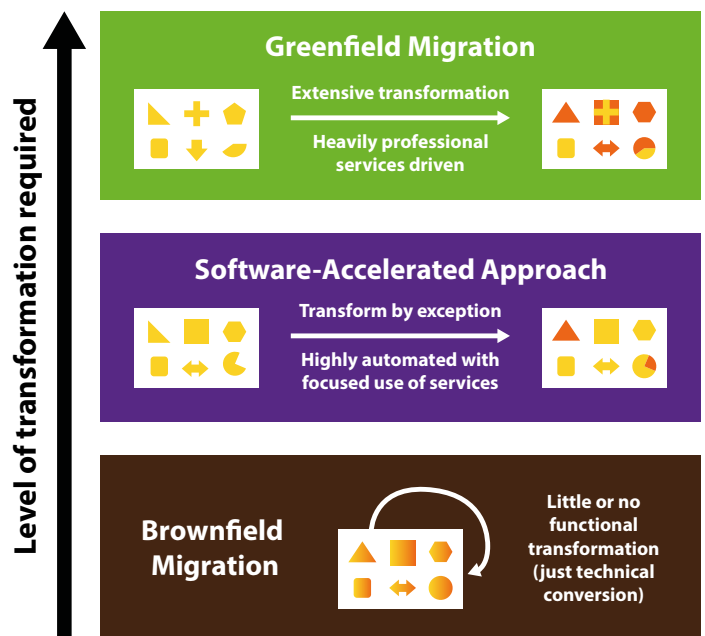 Level of transformation required
Greenfield Migration
Extensive transformation
Heavily professional
services driven
Software-Accelerated Approach
Transform by exception
Highly automated with
focused use of services
Brownfield
Migration
Little or no
functional
transformation
(just technical
conversion)